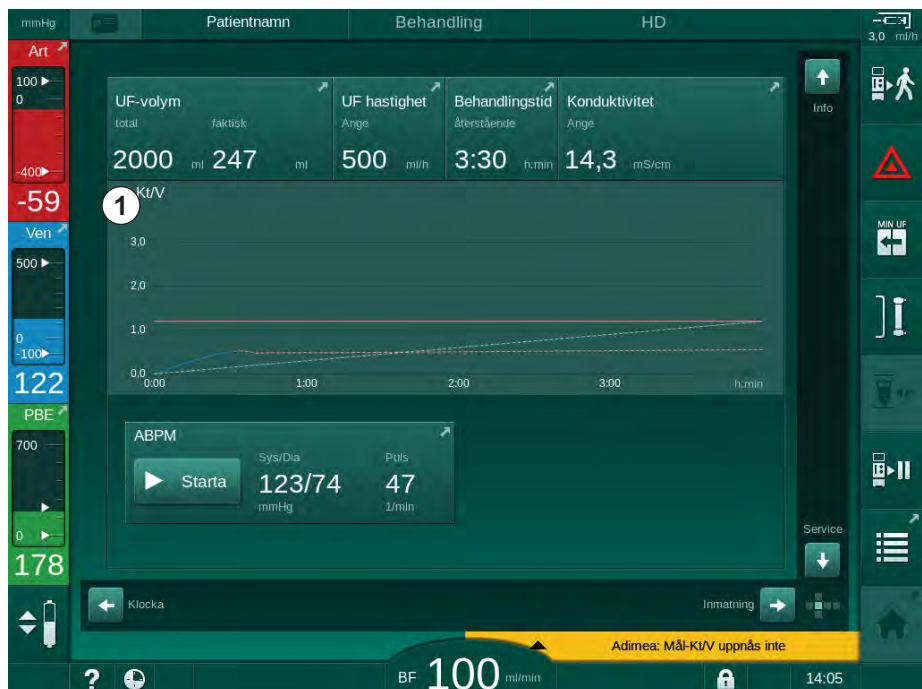 mmHg
Patientnamn
Behandling
HD
3,0 ml/h
Art
100
0
-400
-59
Ven
500
0
-100
122
PBE
700
0
178
UF-volym
total faktisk
2000 ml 247 ml
UF hastighet
Ange
500 ml/h
Behandlingstid
återstående
3:30 h:min
Konduktivitet
Ange
14,3 mS/cm
1
Kt/V
3,0
2,0
1,0
0,0
0:00 1:00 2:00 3:00 h:min
ABPM
Starta
Sys/Dia
123/74
mmHg
Puls
47
1/min
Info
Service
Klocka
Inmatning
MIN UF
Adimea: Mål-Kt/V uppnås inte
?
BF 100 ml/min
14:05